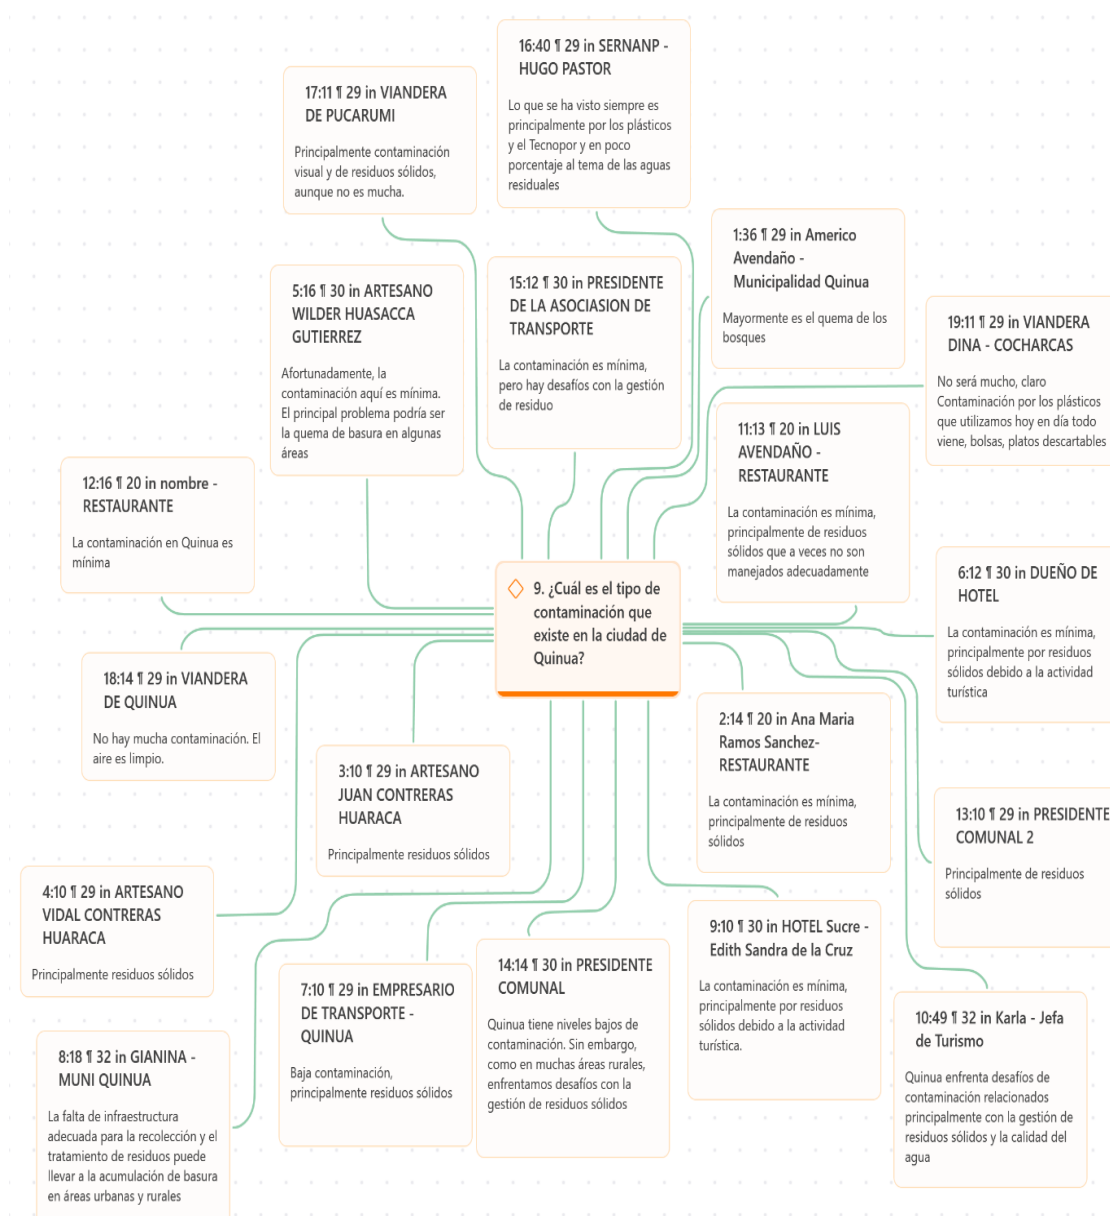 16:40 ¶ 29 in SERNANP -
HUGO PASTOR
Lo que se ha visto siempre es
principalmente por los plásticos
y el Tecnopor y en poco
porcentaje al tema de las aguas
residuales
17:11 ¶ 29 in VIANDERA
DE PUCARUMI
Principalmente contaminación
visual y de residuos sólidos,
aunque no es mucha.
1:36 ¶ 29 in Americo
Avendaño -
Municipalidad Quinua
Mayormente es el quema de los
bosques
15:12 ¶ 30 in PRESIDENTE
DE LA ASOCIASION DE
TRANSPORTE
La contaminación es mínima,
pero hay desafíos con la gestión
de residuo
5:16 ¶ 30 in ARTESANO
WILDER HUASACCA
GUTIERREZ
Afortunadamente, la
contaminación aquí es mínima.
El principal problema podría ser
la quema de basura en algunas
áreas
19:11 ¶ 29 in VIANDERA
DINA - COCHARCAS
No será mucho, claro
Contaminación por los plásticos
que utilizamos hoy en día todo
viene, bolsas, platos descartables
11:13 ¶ 20 in LUIS
AVENDAÑO -
RESTAURANTE
La contaminación es mínima,
principalmente de residuos
sólidos que a veces no son
manejados adecuadamente
12:16 ¶ 20 in nombre -
RESTAURANTE
La contaminación en Quinua es
mínima
6:12 ¶ 30 in DUEÑO DE
HOTEL
La contaminación es mínima,
principalmente por residuos
sólidos debido a la actividad
turística
9. ¿Cuál es el tipo de
contaminación que
existe en la ciudad de
Quinua?
18:14 ¶ 29 in VIANDERA
DE QUINUA
No hay mucha contaminación. El
aire es limpio.
2:14 ¶ 20 in Ana Maria
Ramos Sanchez-
RESTAURANTE
La contaminación es mínima,
principalmente de residuos
sólidos
3:10 ¶ 29 in ARTESANO
JUAN CONTRERAS
HUARACA
Principalmente residuos sólidos
13:10 ¶ 29 in PRESIDENTE
COMUNAL 2
Principalmente de residuos
sólidos
4:10 ¶ 29 in ARTESANO
VIDAL CONTRERAS
HUARACA
Principalmente residuos sólidos
9:10 ¶ 30 in HOTEL Sucre -
Edith Sandra de la Cruz
La contaminación es mínima,
principalmente por residuos
sólidos debido a la actividad
turística.
14:14 ¶ 30 in PRESIDENTE
COMUNAL
Quinua tiene niveles bajos de
contaminación. Sin embargo,
como en muchas áreas rurales,
enfrentamos desafíos con la
gestión de residuos sólidos
7:10 ¶ 29 in EMPRESARIO
DE TRANSPORTE -
QUINUA
Baja contaminación,
principalmente residuos sólidos
10:49 ¶ 32 in Karla - Jefa
de Turismo
Quinua enfrenta desafíos de
contaminación relacionados
principalmente con la gestión de
residuos sólidos y la calidad del
agua
8:18 ¶ 32 in GIANINA -
MUNI QUINUA
La falta de infraestructura
adecuada para la recolección y el
tratamiento de residuos puede
llevar a la acumulación de basura
en áreas urbanas y rurales